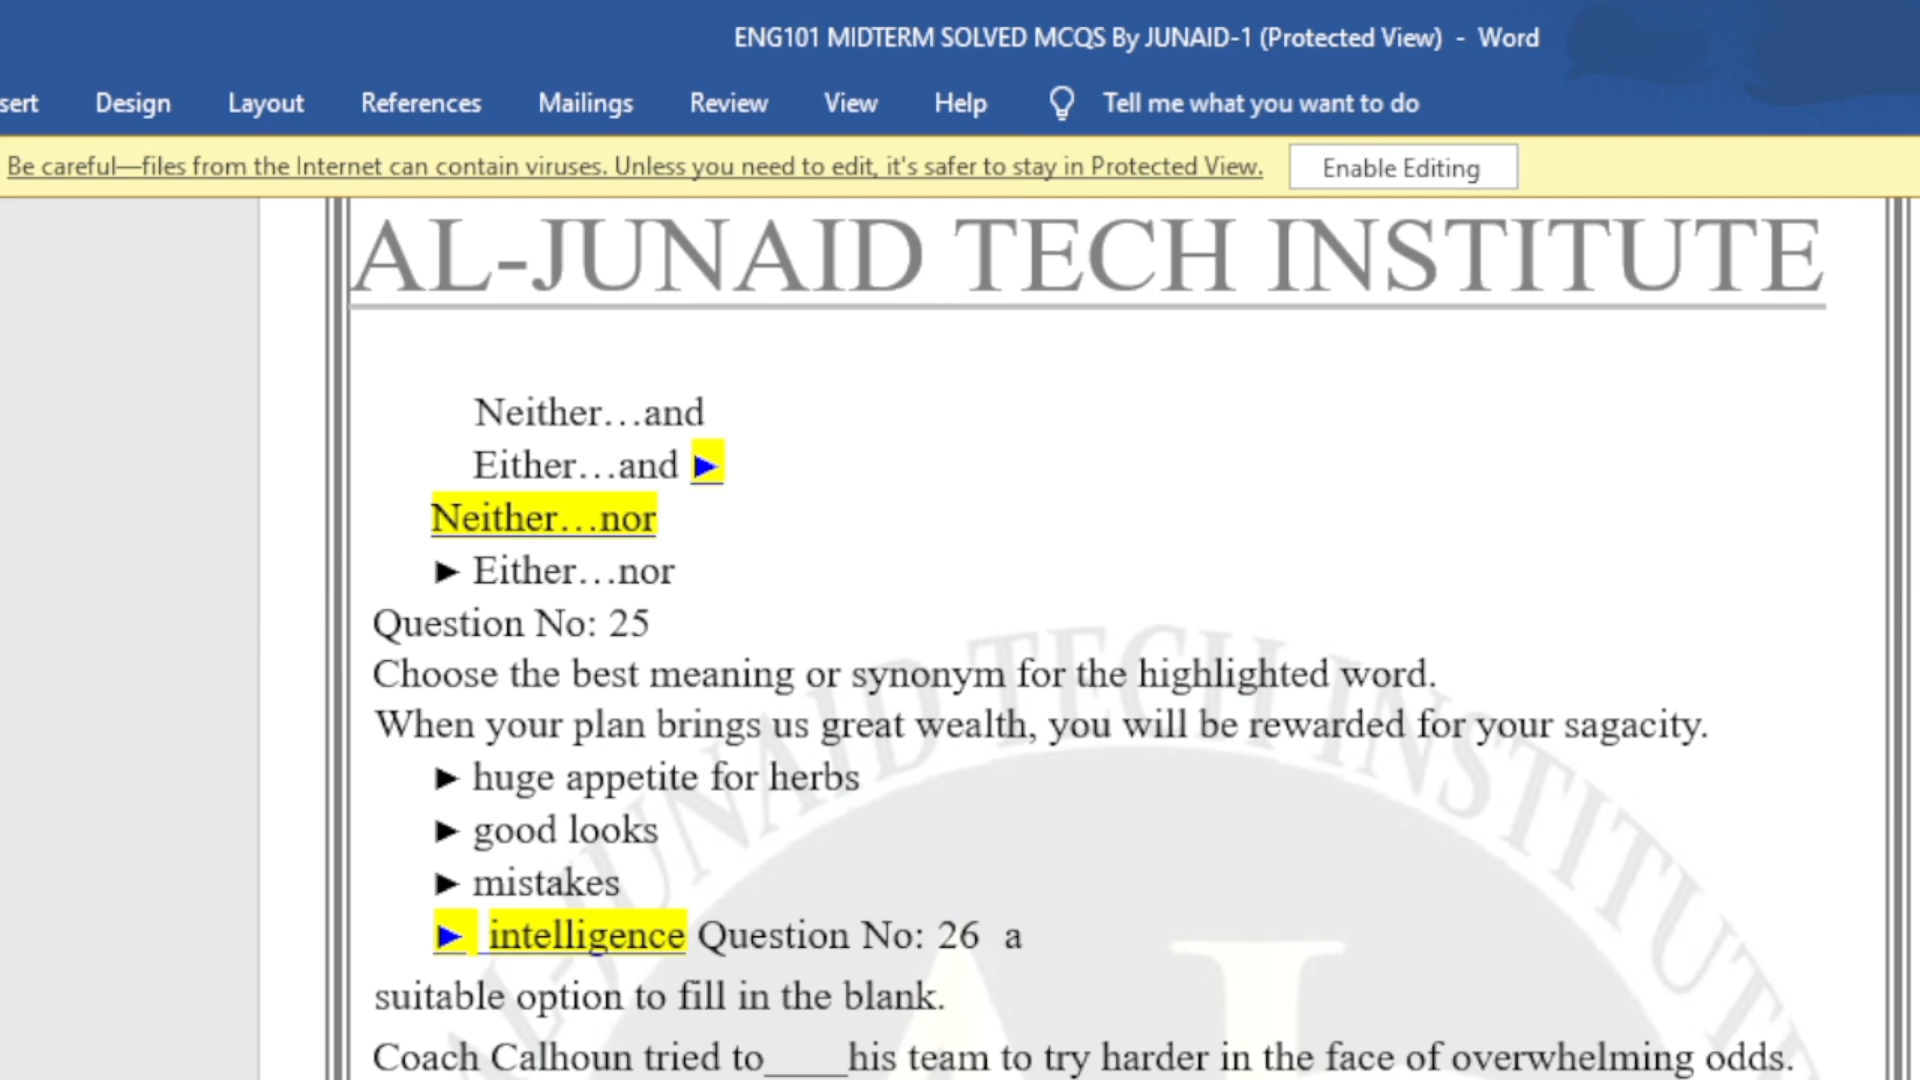 ENG101 MIDTERM SOLVED MCQS By JUNAID-1 (Protected View) - Word
sert Design Layout References Mailings Review View Help Tell me what you want to do
Be careful—files from the Internet can contain viruses. Unless you need to edit, it's safer to stay in Protected View. Enable Editing
AL-JUNAID TECH INSTITUTE
Neither…and
Either…and ►
Neither…nor
► Either…nor
Question No: 25
Choose the best meaning or synonym for the highlighted word.
When your plan brings us great wealth, you will be rewarded for your sagacity.
► huge appetite for herbs
► good looks
► mistakes
► intelligence Question No: 26 a
suitable option to fill in the blank.
Coach Calhoun tried to____his team to try harder in the face of overwhelming odds.
AL-JUNAID TECH INSTITUTE